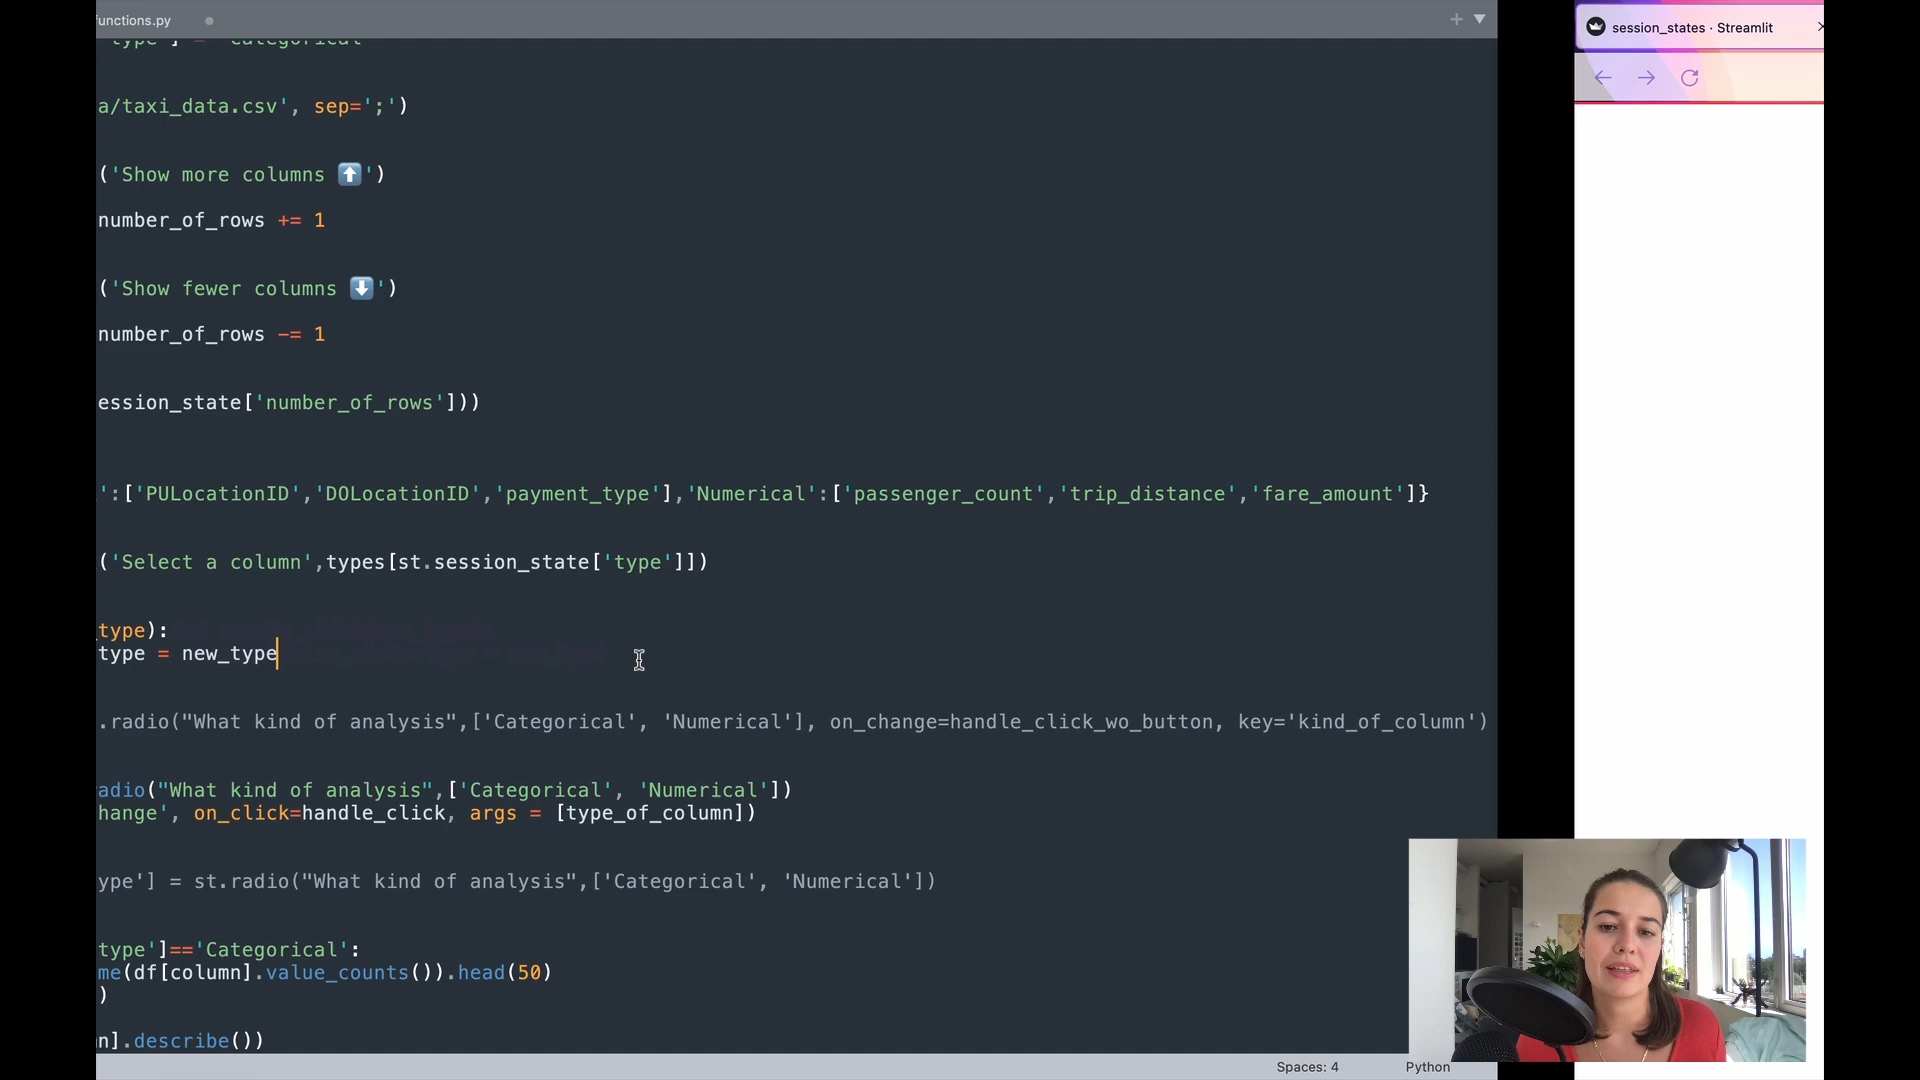 functions.py
session_states · Streamlit
type'] = 'Categorical'
a/taxi_data.csv', sep=';')
('Show more columns ⬆️')
number_of_rows += 1
('Show fewer columns ⬇️')
number_of_rows -= 1
ession_state['number_of_rows']))
':['PULocationID','DOLocationID','payment_type'],'Numerical':['passenger_count','trip_distance','fare_amount']}
('Select a column',types[st.session_state['type']])
_type):
type = new_type
.radio("What kind of analysis",['Categorical', 'Numerical'], on_change=handle_click_wo_button, key='kind_of_column')
adio("What kind of analysis",['Categorical', 'Numerical'])
hange', on_click=handle_click, args = [type_of_column])
ype'] = st.radio("What kind of analysis",['Categorical', 'Numerical'])
type']=='Categorical':
me(df[column].value_counts()).head(50)
)
n].describe())
Spaces: 4
Python